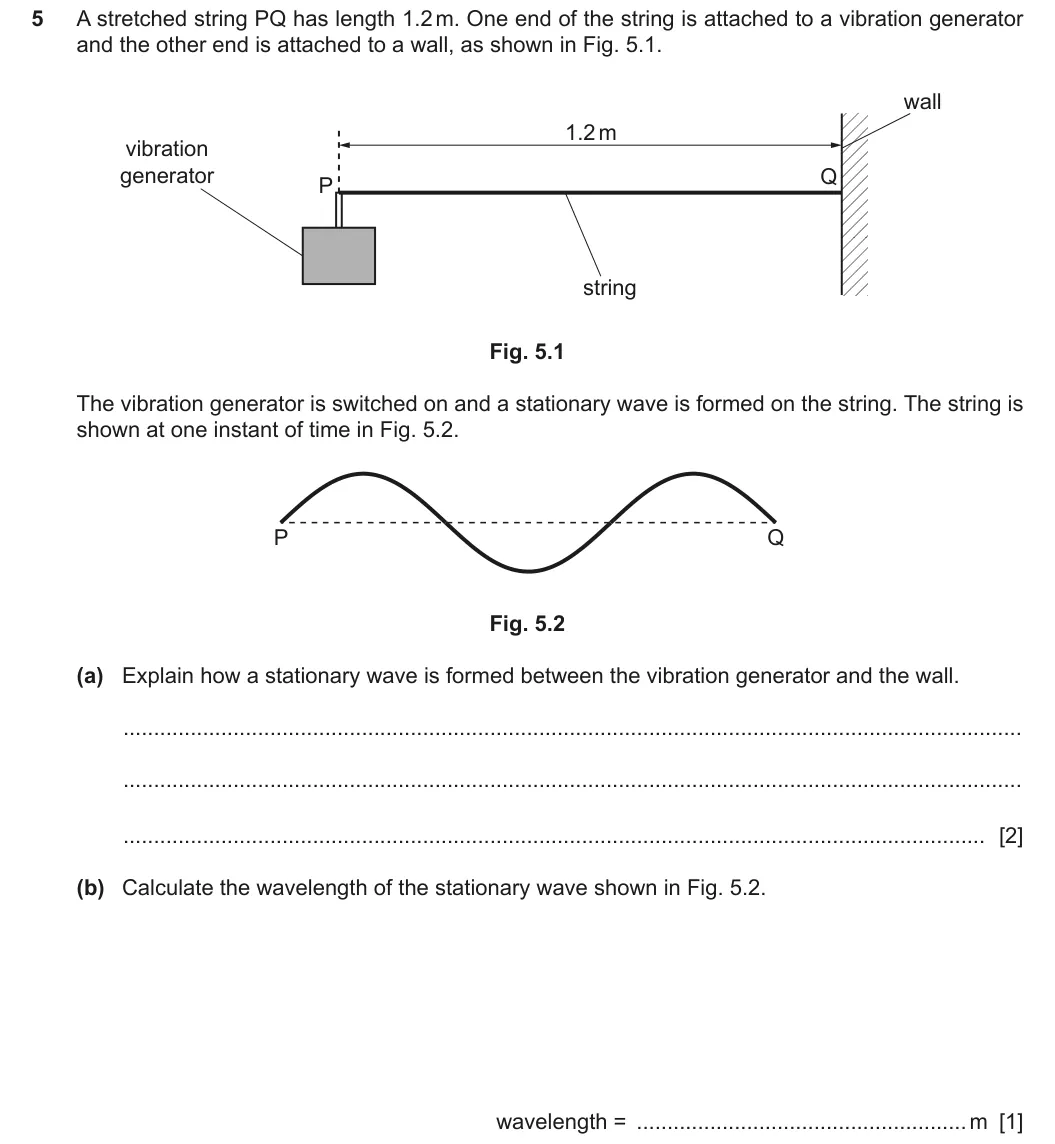 5 A stretched string PQ has length 1.2 m. One end of the string is attached to a vibration generator
and the other end is attached to a wall, as shown in Fig. 5.1.
wall
1.2 m
vibration
generator
P
Q
string
Fig. 5.1
The vibration generator is switched on and a stationary wave is formed on the string. The string is
shown at one instant of time in Fig. 5.2.
P
Q
Fig. 5.2
(a) Explain how a stationary wave is formed between the vibration generator and the wall.
[2]
(b) Calculate the wavelength of the stationary wave shown in Fig. 5.2.
wavelength = ...................................................... m [1]